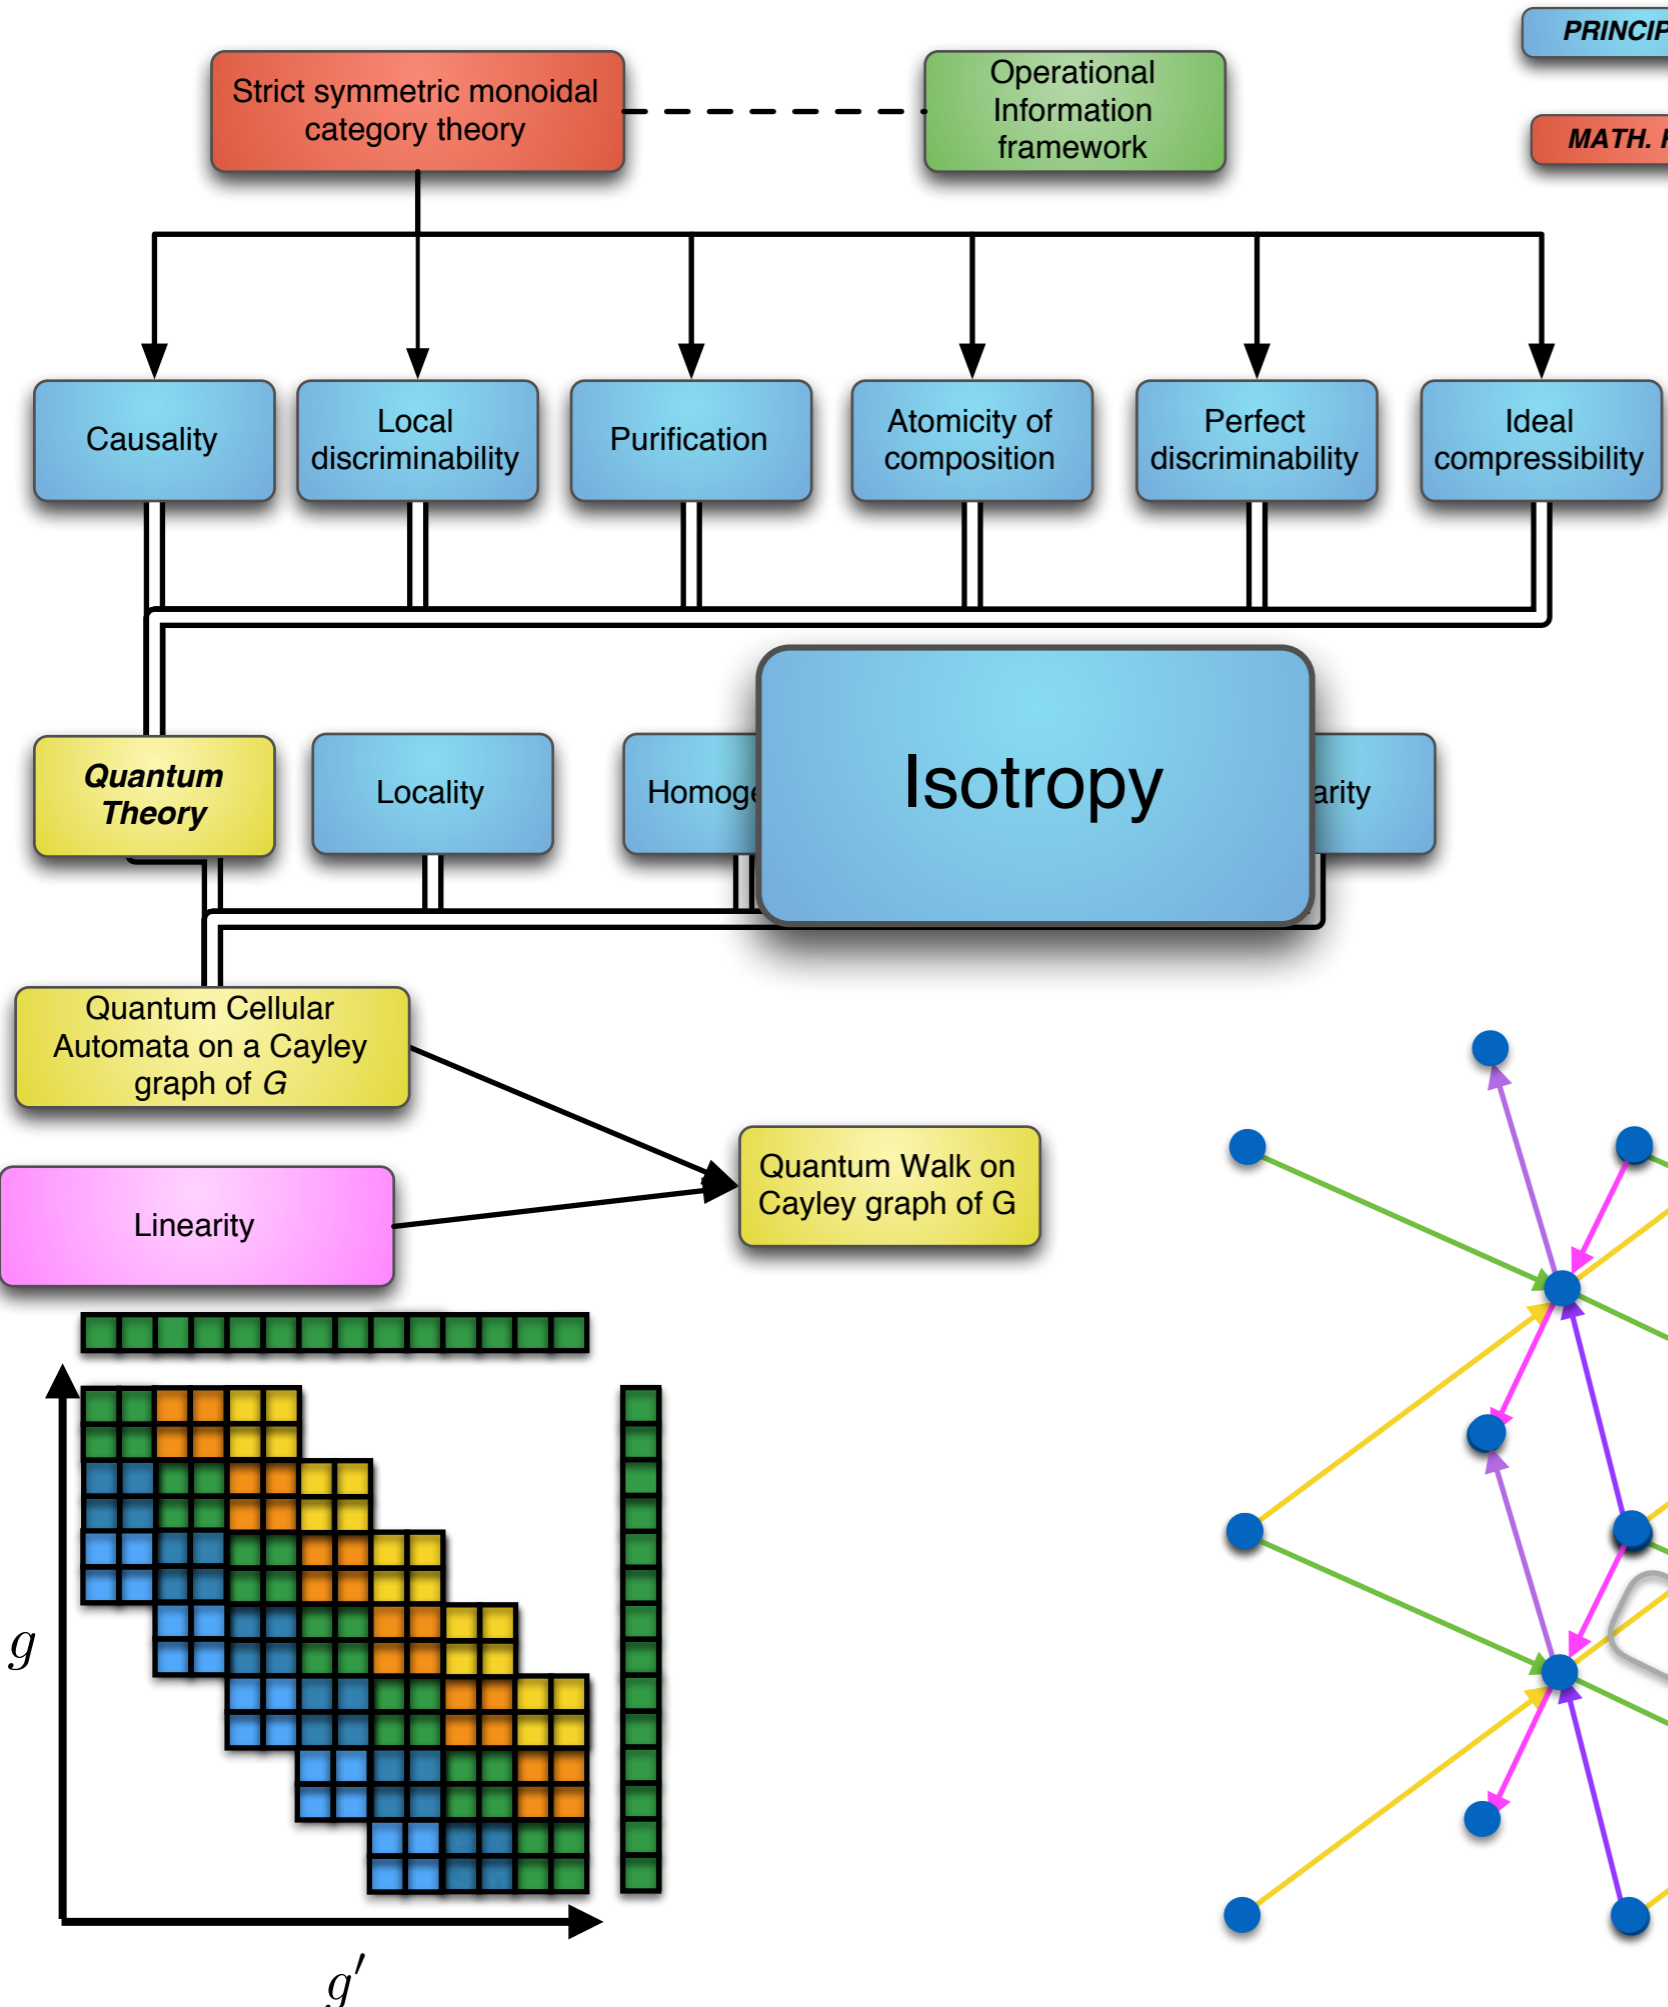 PRINCIP
Strict symmetric monoidal
category theory
Operational
Information
framework
MATH.
Causality
Local
discriminability
Purification
Atomicity of
composition
Perfect
discriminability
Ideal
compressibility
Quantum
Theory
Locality
Homoge
Isotropy
arity
Quantum Cellular
Automata on a Cayley
graph of G
Linearity
Quantum Walk on
Cayley graph of G
g
g′